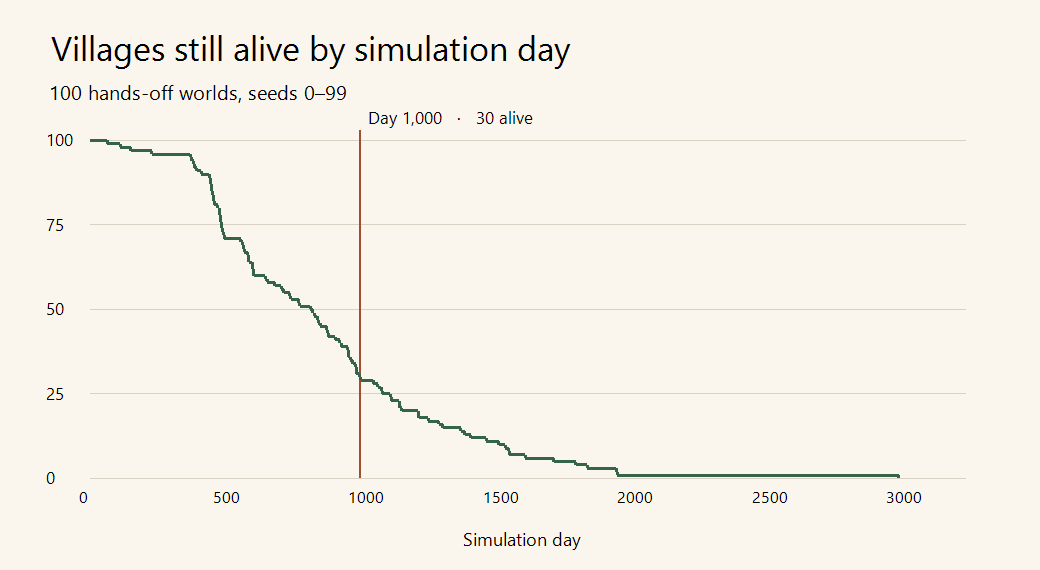 Villages still alive by simulation day
100 hands-off worlds, seeds 0–99
Day 1,000 · 30 alive
100
75
50
25
0
0 500 1000 1500 2000 2500 3000
Simulation day